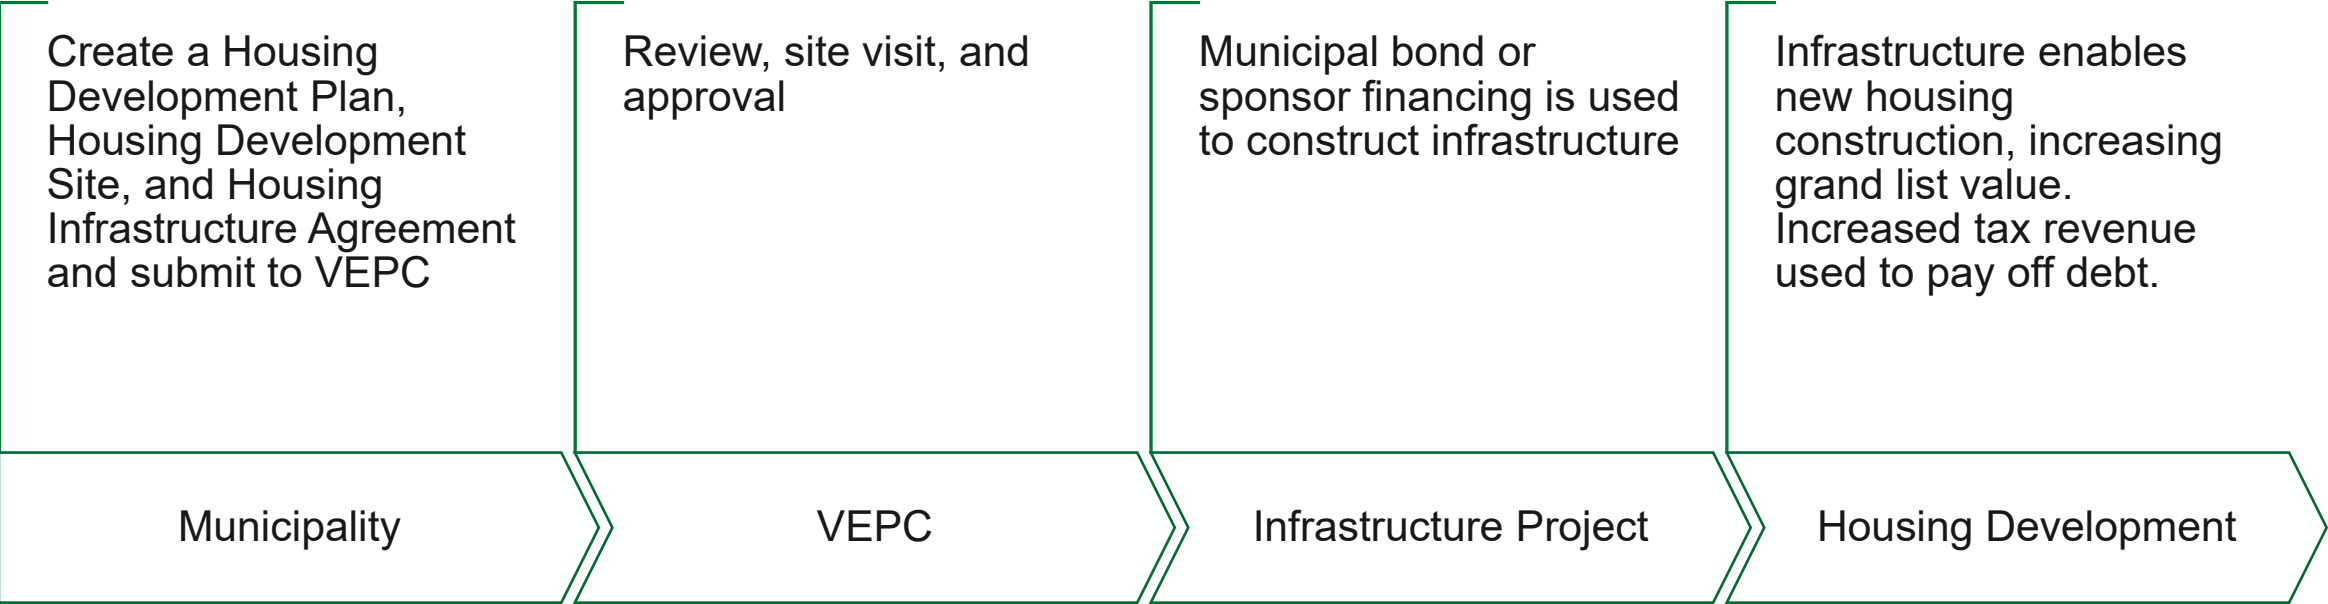 Create a Housing
Development Plan,
Housing Development
Site, and Housing
Infrastructure Agreement
and submit to VEPC
Review, site visit, and
approval
Municipal bond or
sponsor financing is used
to construct infrastructure
Infrastructure enables
new housing
construction, increasing
grand list value.
Increased tax revenue
used to pay off debt.
Municipality
VEPC
Infrastructure Project
Housing Development